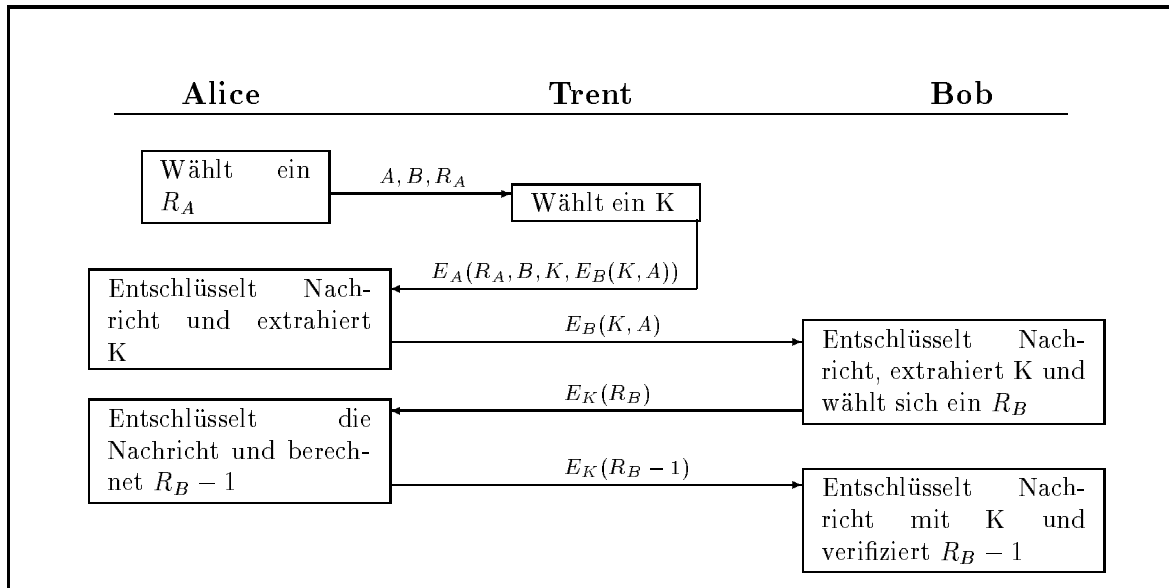 Alice Trent Bob
Wählt ein
R_A
A, B, R_A
Wählt ein K
E_A(R_A, B, K, E_B(K, A))
Entschlüsselt Nach-
richt und extrahiert
K
E_B(K, A)
Entschlüsselt Nach-
richt, extrahiert K und
wählt sich ein R_B
E_K(R_B)
Entschlüsselt die
Nachricht und berech-
net R_B − 1
E_K(R_B − 1)
Entschlüsselt Nach-
richt mit K und
verifiziert R_B − 1